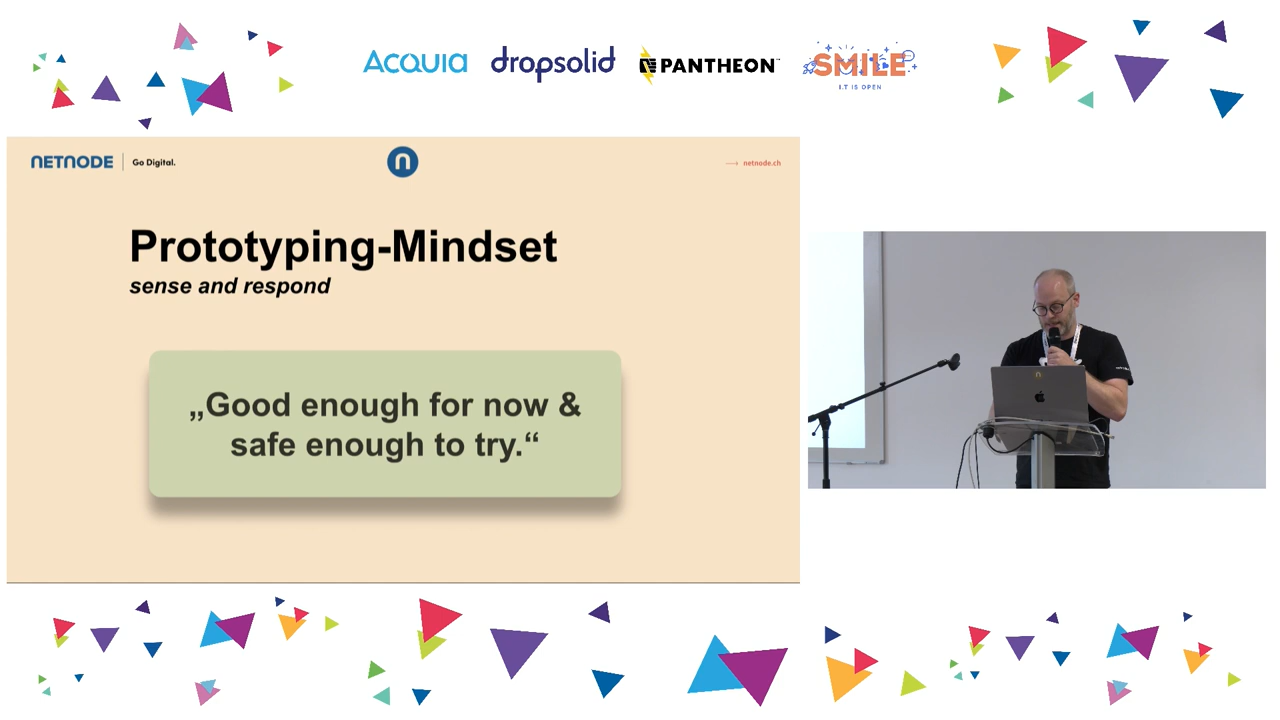 Acquia
dropsolid
PANTHEON
SMILE
I.T IS OPEN
NETNODE
Go Digital.
n
netnode.ch
Prototyping-Mindset
sense and respond
„Good enough for now &
safe enough to try.“